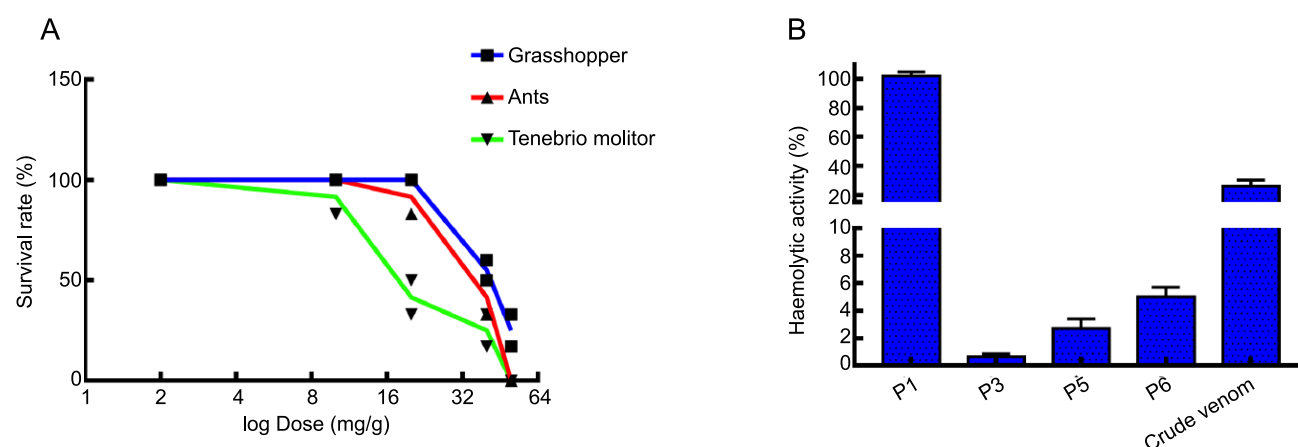 A
Grasshopper
Ants
Tenebrio molitor
Survival rate (%)
150
100
50
0
1 2 4 8 16 32 64
log Dose (mg/g)
B
Haemolytic activity (%)
100
80
60
40
20
10
8
6
4
2
0
P1 P3 P5 P6 Crude venom